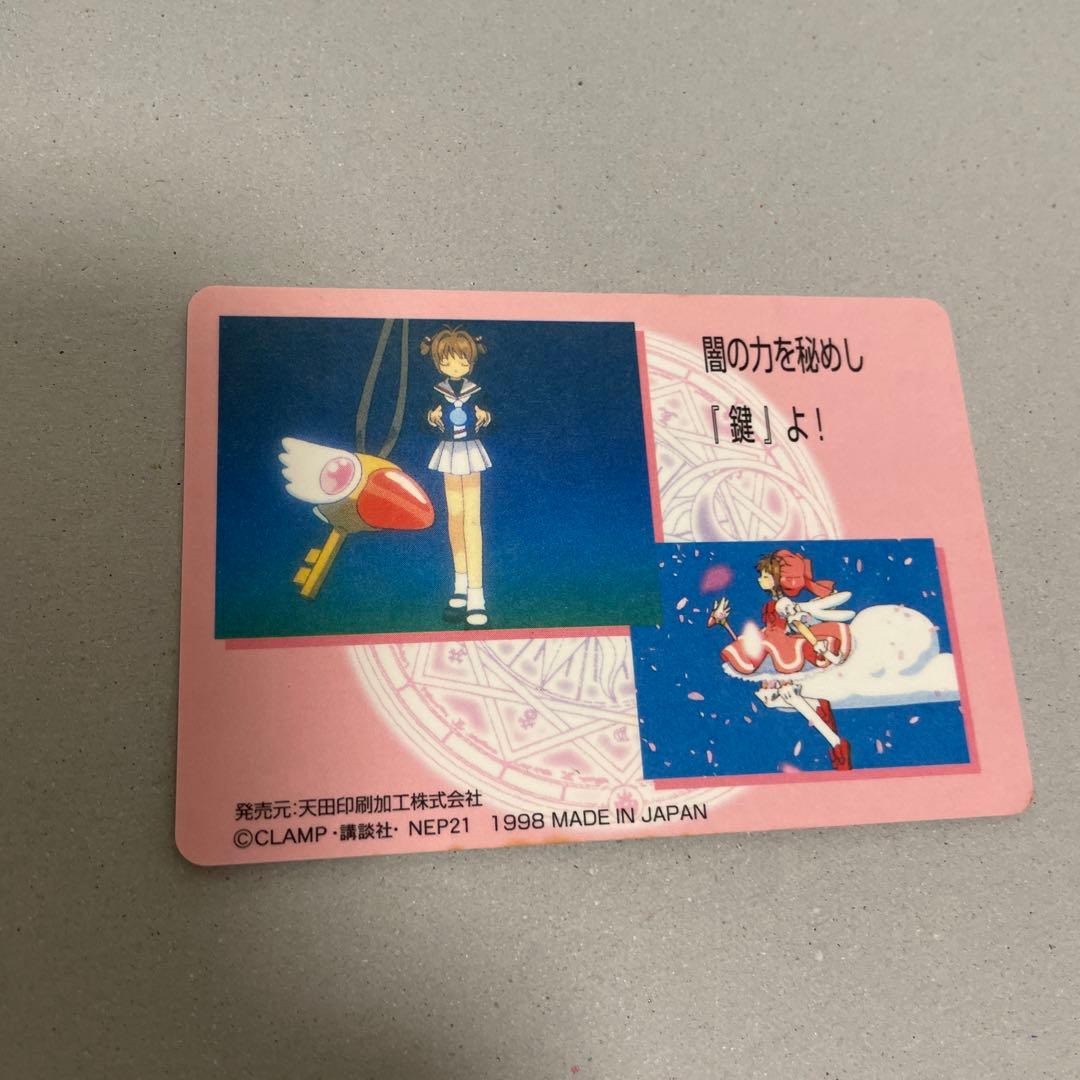 闇の力を秘めし
『鍵』よ!
発売元:天田印刷加工株式会社
©CLAMP・講談社・NEP21 1998 MADE IN JAPAN